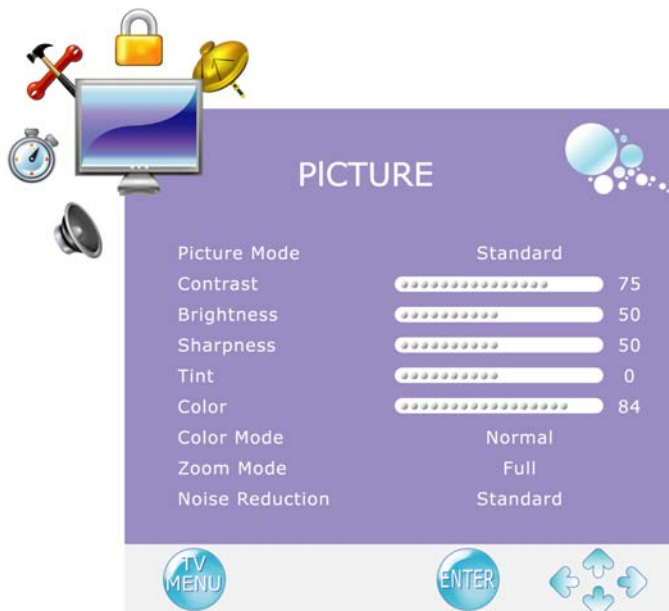 PICTURE
Picture Mode Standard
Contrast 75
Brightness 50
Sharpness 50
Tint 0
Color 84
Color Mode Normal
Zoom Mode Full
Noise Reduction Standard
TV
MENU
ENTER